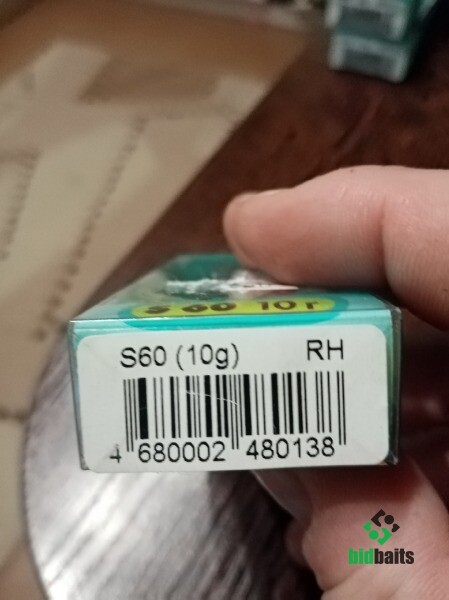 S 60 10г
S60 (10g) RH
4 680002 480138
bidbaits